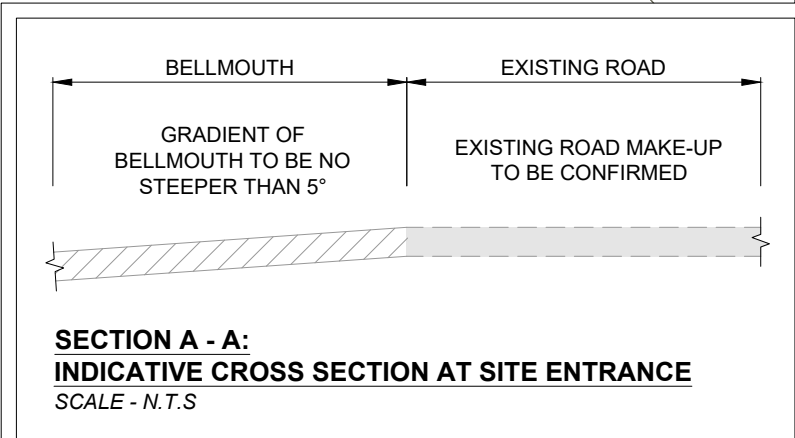 BELLMOUTH
EXISTING ROAD
GRADIENT OF
BELLMOUTH TO BE NO
STEEPER THAN 5°
EXISTING ROAD MAKE-UP
TO BE CONFIRMED
SECTION A - A:
INDICATIVE CROSS SECTION AT SITE ENTRANCE
SCALE - N.T.S